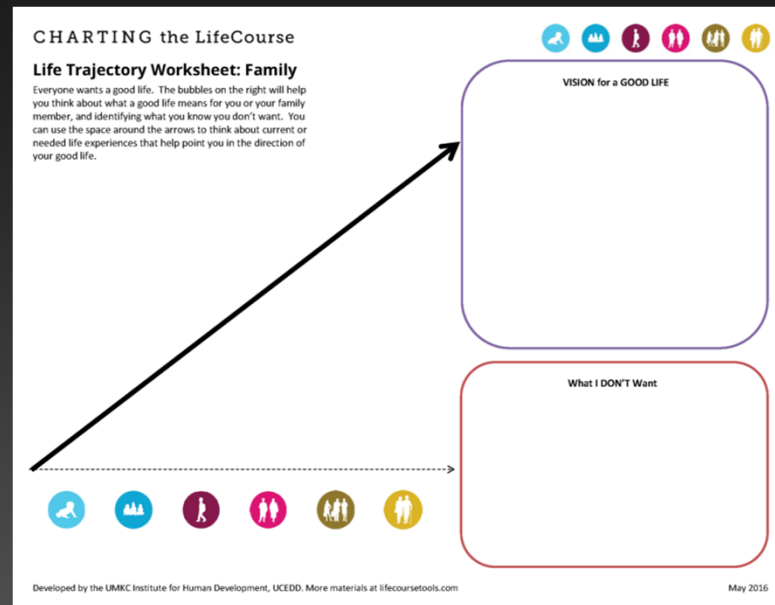 CHARTING the LifeCourse
Life Trajectory Worksheet: Family
Everyone wants a good life. The bubbles on the right will help
you think about what a good life means for you or your family
member, and identifying what you know you don't want. You
can use the space around the arrows to think about current or
needed life experiences that help point you in the direction of
your good life.
VISION for a GOOD LIFE
What I DON'T Want
Developed by the UMKC Institute for Human Development, UCEDD. More materials at lifecoursetools.com
May 2016